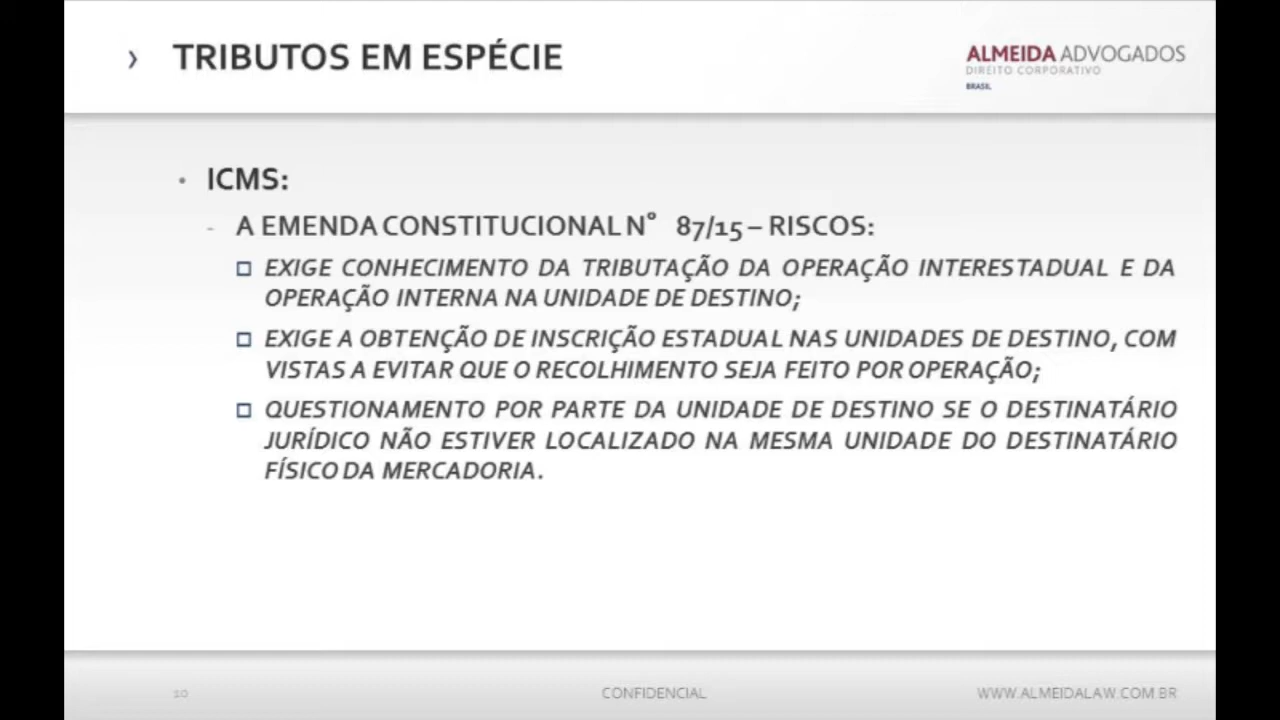 › TRIBUTOS EM ESPÉCIE
ALMEIDA ADVOGADOS
DIREITO CORPORATIVO
BRASIL
• ICMS:
- A EMENDA CONSTITUCIONAL N° 87/15 – RISCOS:
EXIGE CONHECIMENTO DA TRIBUTAÇÃO DA OPERAÇÃO INTERESTADUAL E DA
OPERAÇÃO INTERNA NA UNIDADE DE DESTINO;
EXIGE A OBTENÇÃO DE INSCRIÇÃO ESTADUAL NAS UNIDADES DE DESTINO, COM
VISTAS A EVITAR QUE O RECOLHIMENTO SEJA FEITO POR OPERAÇÃO;
QUESTIONAMENTO POR PARTE DA UNIDADE DE DESTINO SE O DESTINATÁRIO
JURÍDICO NÃO ESTIVER LOCALIZADO NA MESMA UNIDADE DO DESTINATÁRIO
FÍSICO DA MERCADORIA.
10 CONFIDENCIAL WWW.ALMEIDALAW.COM.BR